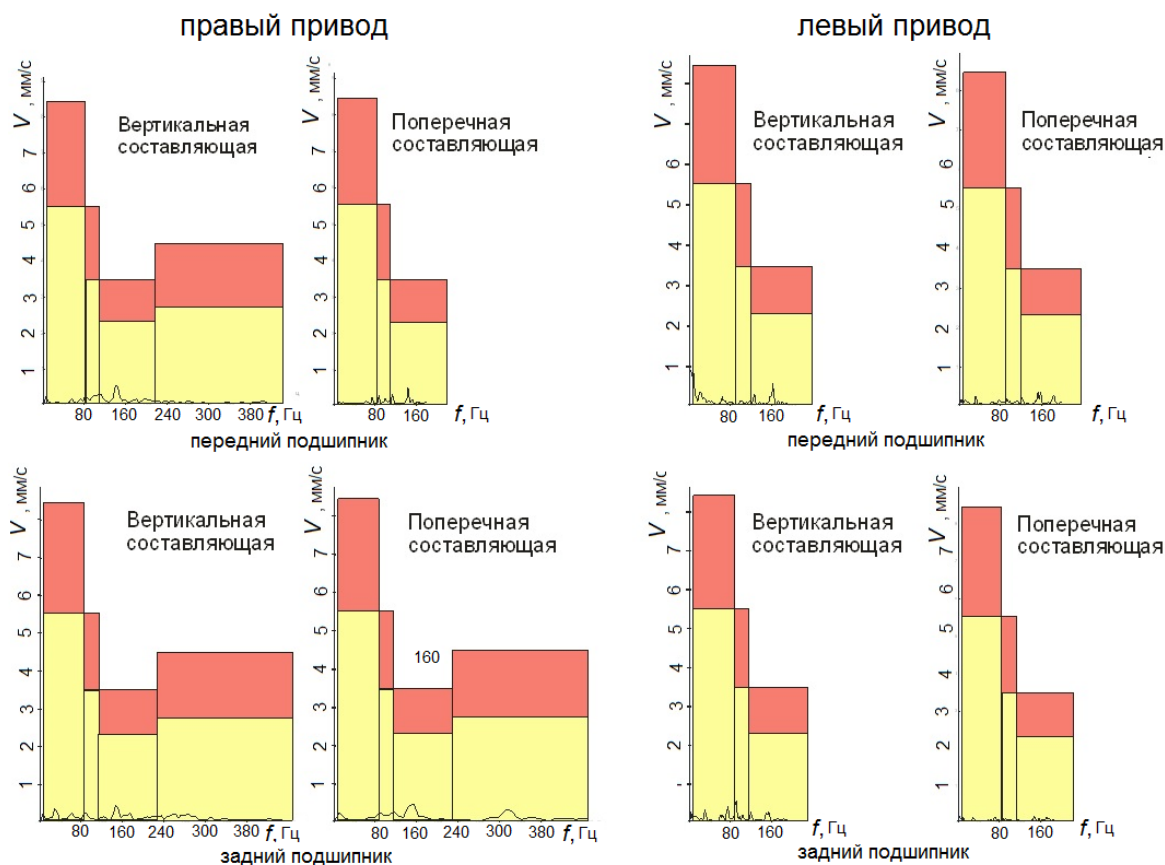 правый привод
левый привод
V, мм/с
7
6
5
4
3
2
1
Вертикальная
составляющая
80 160 240 300 380 f, Гц
V, мм/с
7
6
5
4
3
2
1
Поперечная
составляющая
80 160 f, Гц
передний подшипник
V, мм/с
7
6
5
4
3
2
1
Вертикальная
составляющая
80 160 f, Гц
V, мм/с
7
6
5
4
3
2
1
Поперечная
составляющая
80 160 f, Гц
передний подшипник
V, мм/с
7
6
5
4
3
2
1
Вертикальная
составляющая
80 160 240 300 380 f, Гц
V, мм/с
7
6
5
4
3
2
1
Поперечная
составляющая
160
80 160 240 300 380 f, Гц
задний подшипник
V, мм/с
7
6
5
4
3
2
Вертикальная
составляющая
80 160 f, Гц
V, мм/с
7
6
5
4
3
2
1
Поперечная
составляющая
80 160 f, Гц
задний подшипник